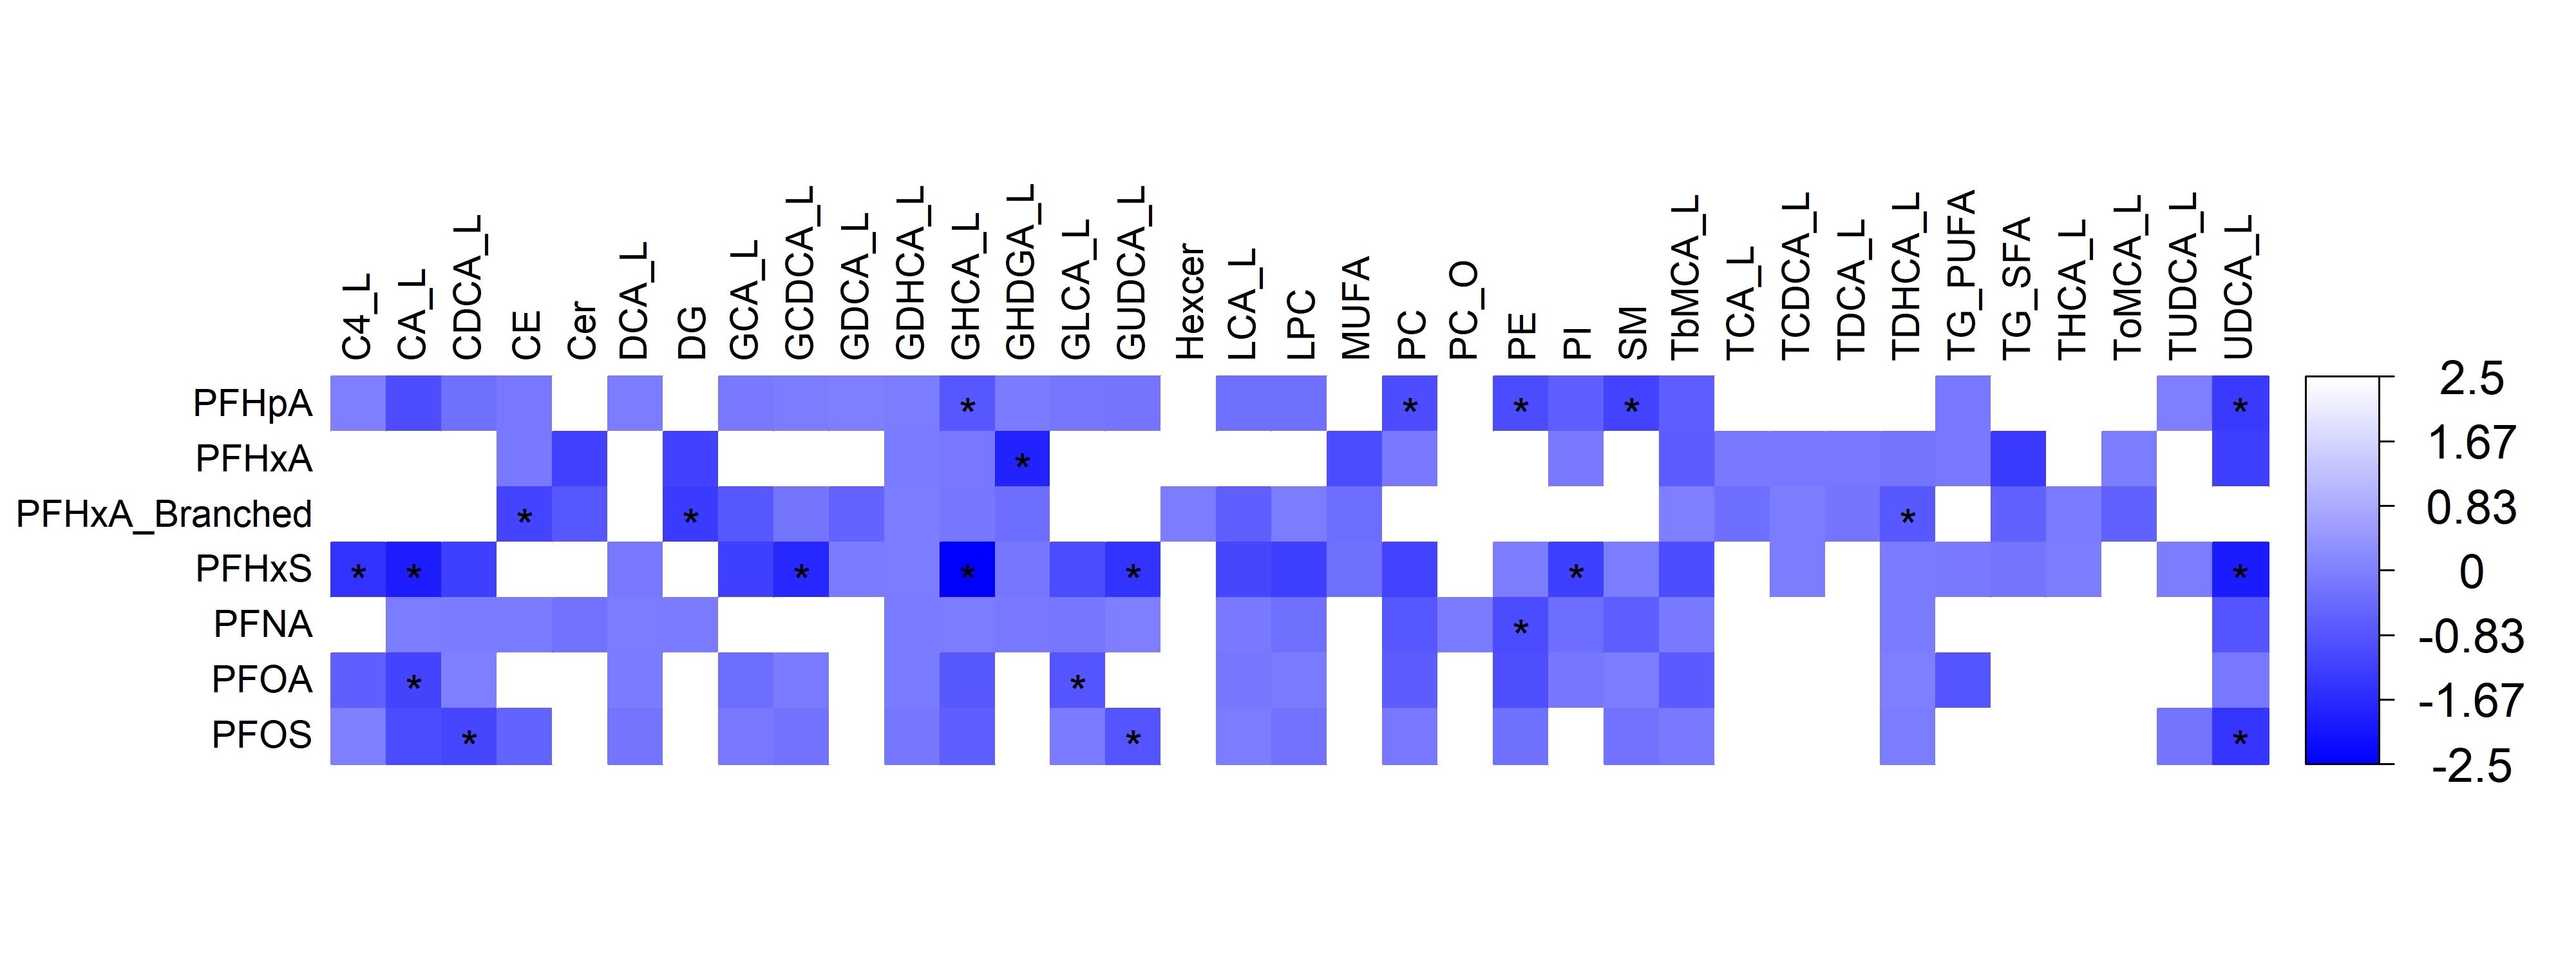 C4_L
CA_L
CDCA_L
CE
Cer
DCA_L
DG
GCA_L
GCDCA_L
GDCA_L
GDHCA_L
GHCA_L
GHDGA_L
GLCA_L
GUDCA_L
Hexcer
LCA_L
LPC
MUFA
PC
PC_O
PE
PI
SM
TbMCA_L
TCA_L
TCDCA_L
TDCA_L
TDHCA_L
TG_PUFA
TG_SFA
THCA_L
ToMCA_L
TUDCA_L
UDCA_L
PFHpA * * * * *
PFHxA *
PFHxA_Branched * * *
PFHxS * * * * * * *
PFNA *
PFOA * *
PFOS * * *
2.5
1.67
0.83
0
-0.83
-1.67
-2.5